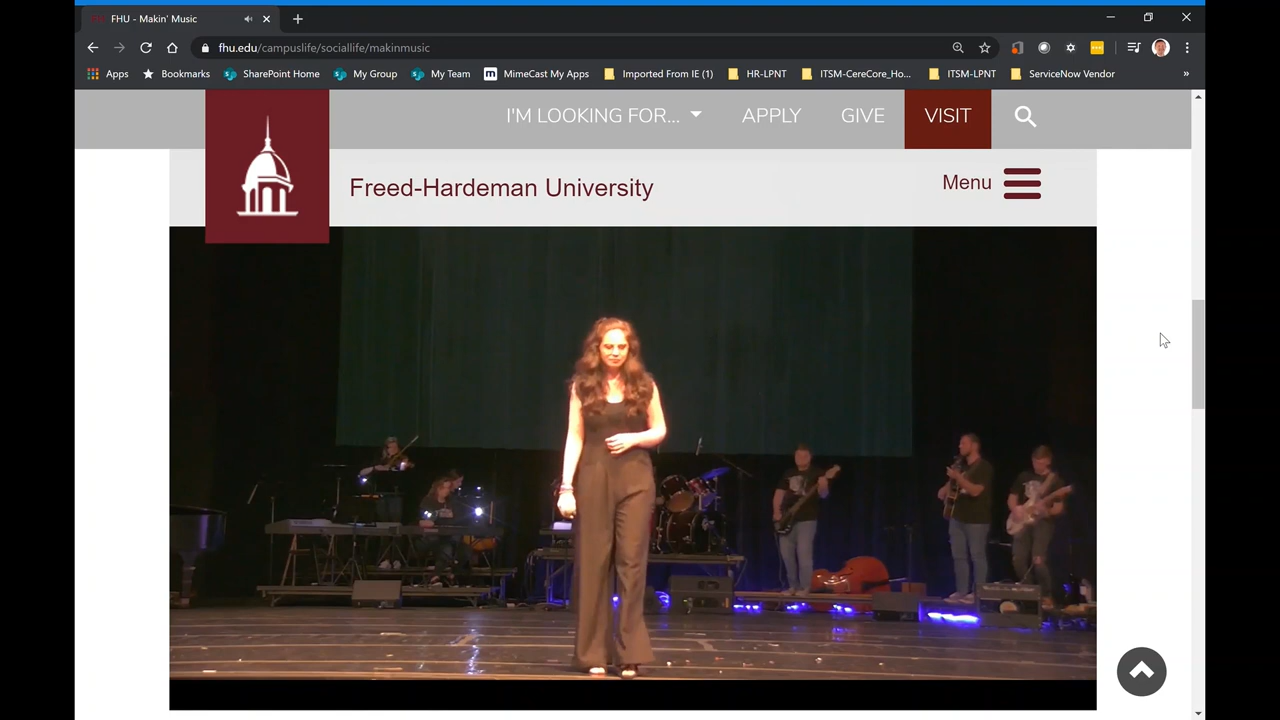 FHU - Makin' Music
fhu.edu/campuslife/sociallife/makinmusic
Apps Bookmarks SharePoint Home My Group My Team MimeCast My Apps Imported From IE (1) HR-LPNT ITSM-CereCore_Ho... ITSM-LPNT ServiceNow Vendor »
I'M LOOKING FOR... APPLY GIVE VISIT
Freed-Hardeman University Menu